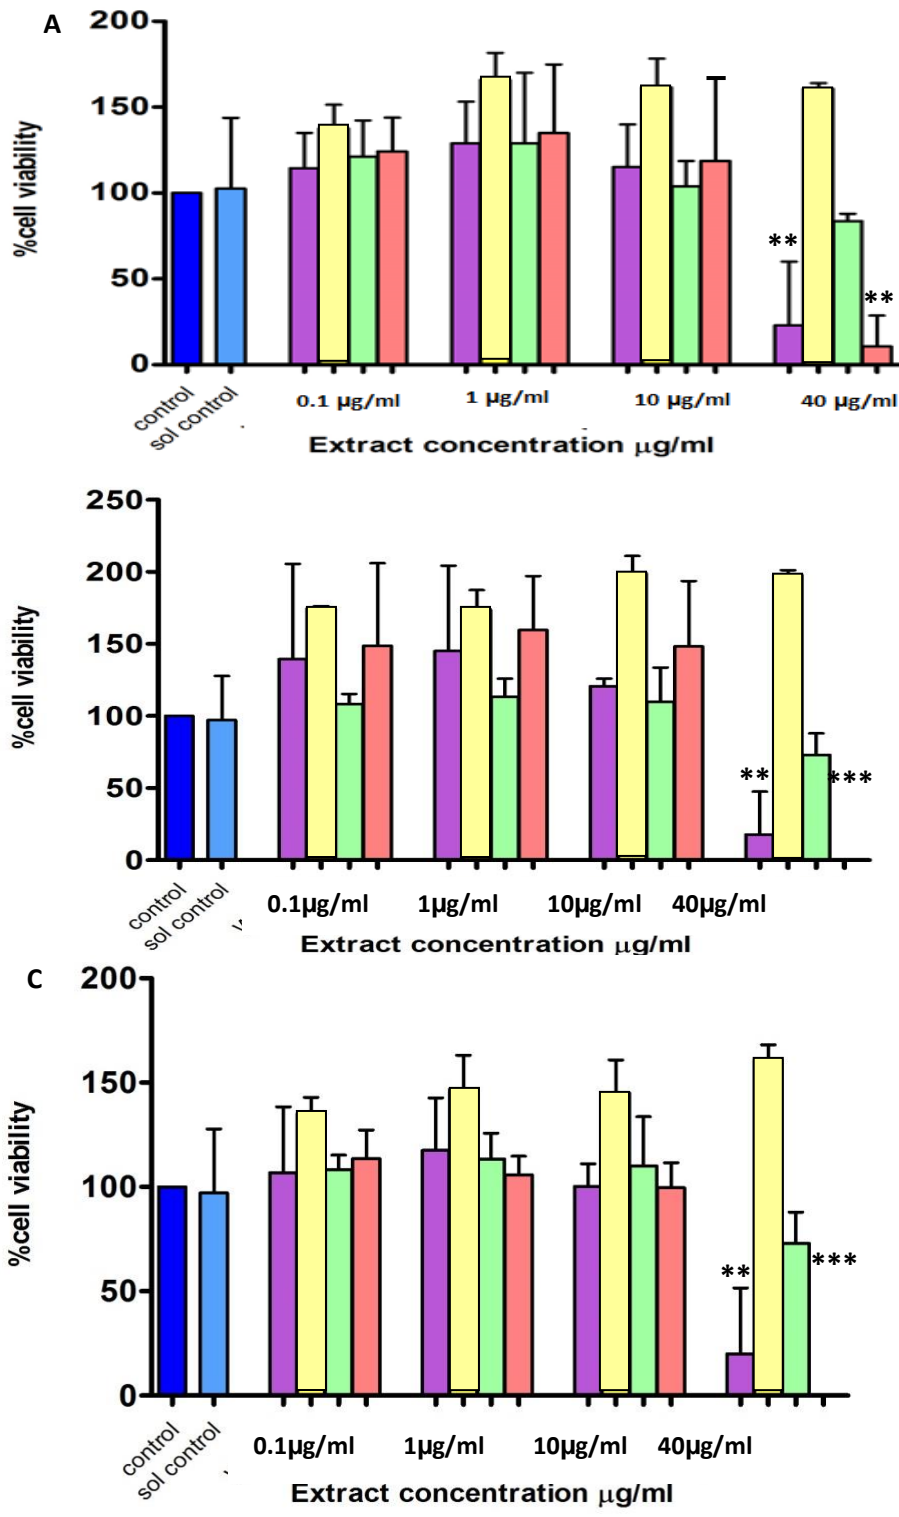 A
200
150
100
50
0
%cell viability
**
**
control
sol control
0.1 µg/ml
1 µg/ml
10 µg/ml
40 µg/ml
Extract concentration µg/ml
250
200
150
100
50
0
%cell viability
**
***
control
sol control
0.1µg/ml
1µg/ml
10µg/ml
40µg/ml
Extract concentration µg/ml
C
200
150
100
50
0
%cell viability
**
***
control
sol control
0.1µg/ml
1µg/ml
10µg/ml
40µg/ml
Extract concentration µg/ml